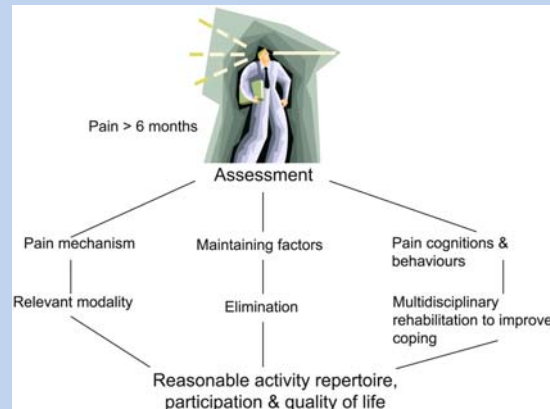 Pain > 6 months
Assessment
Pain mechanism
Maintaining factors
Pain cognitions &
behaviours
Relevant modality
Elimination
Multidisciplinary
rehabilitation to improve
coping
Reasonable activity repertoire,
participation & quality of life